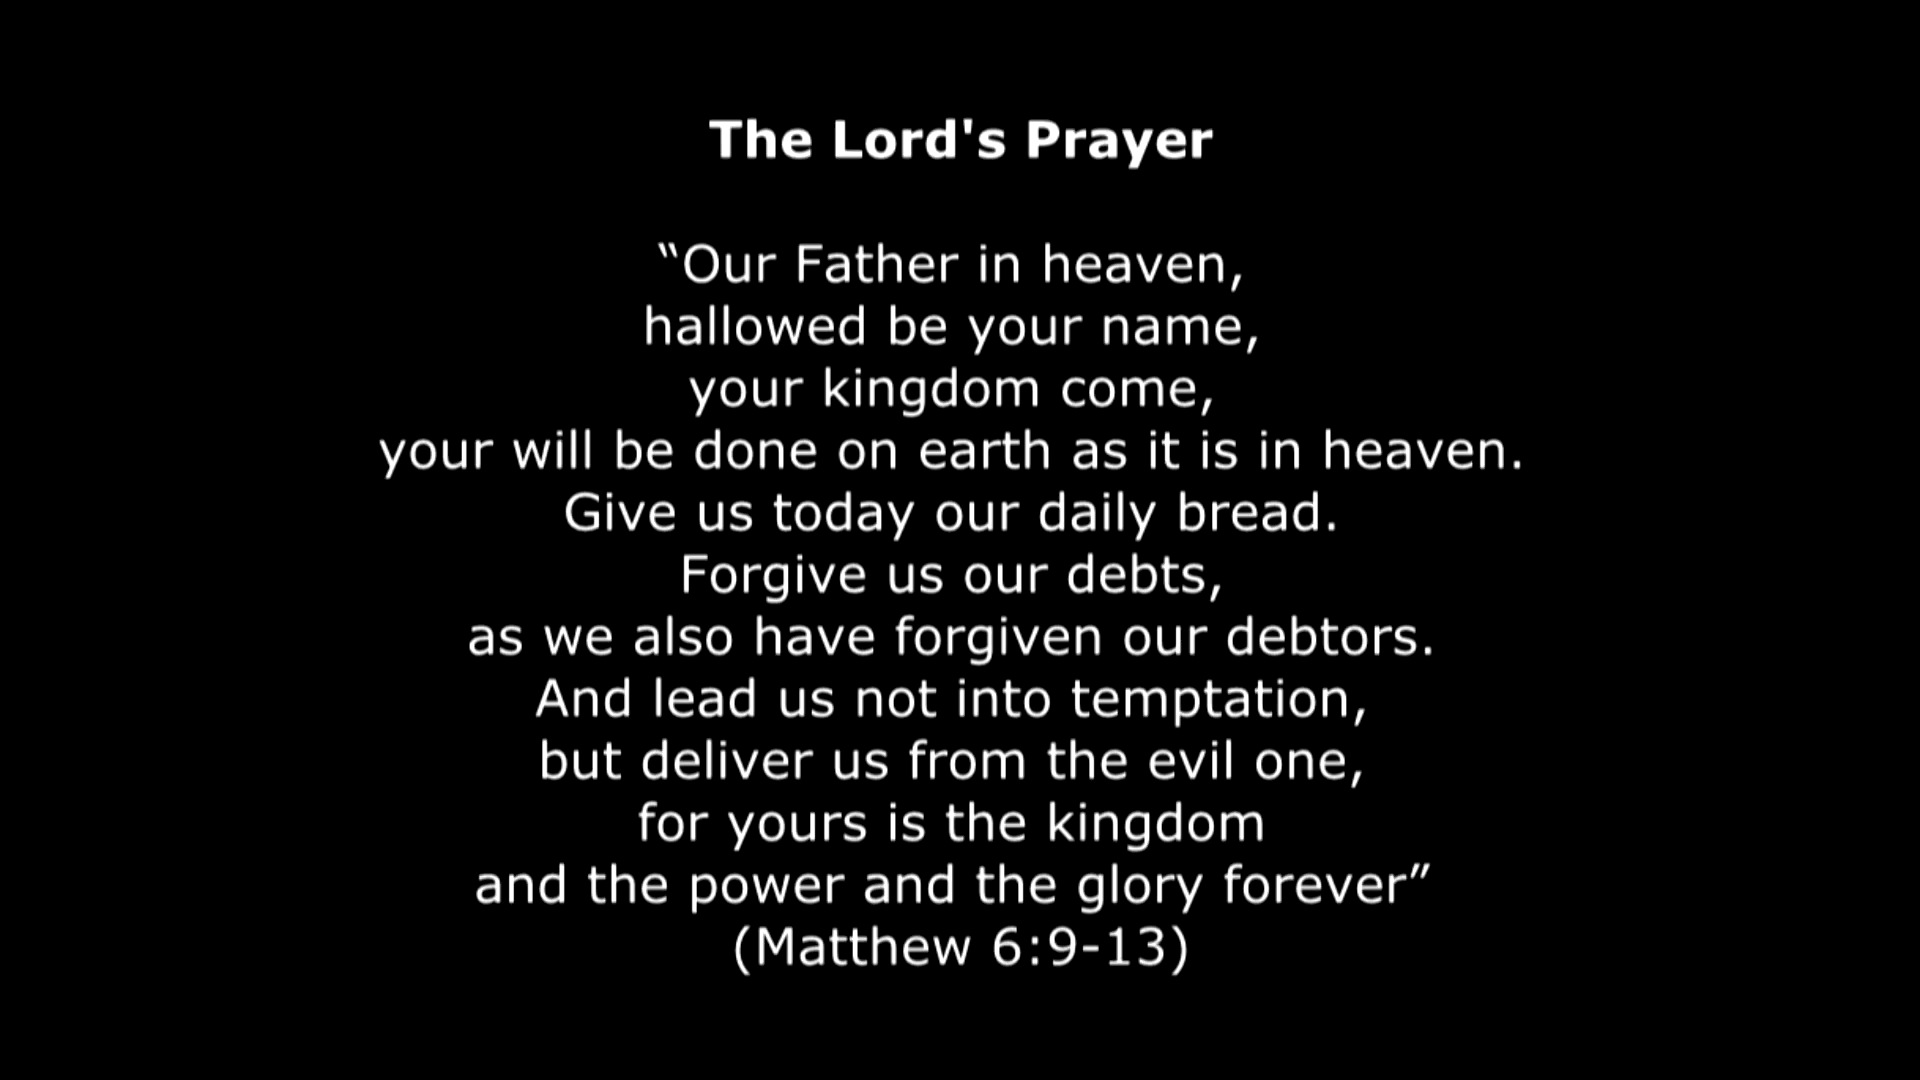 The Lord's Prayer
“Our Father in heaven,
hallowed be your name,
your kingdom come,
your will be done on earth as it is in heaven.
Give us today our daily bread.
Forgive us our debts,
as we also have forgiven our debtors.
And lead us not into temptation,
but deliver us from the evil one,
for yours is the kingdom
and the power and the glory forever”
(Matthew 6:9-13)